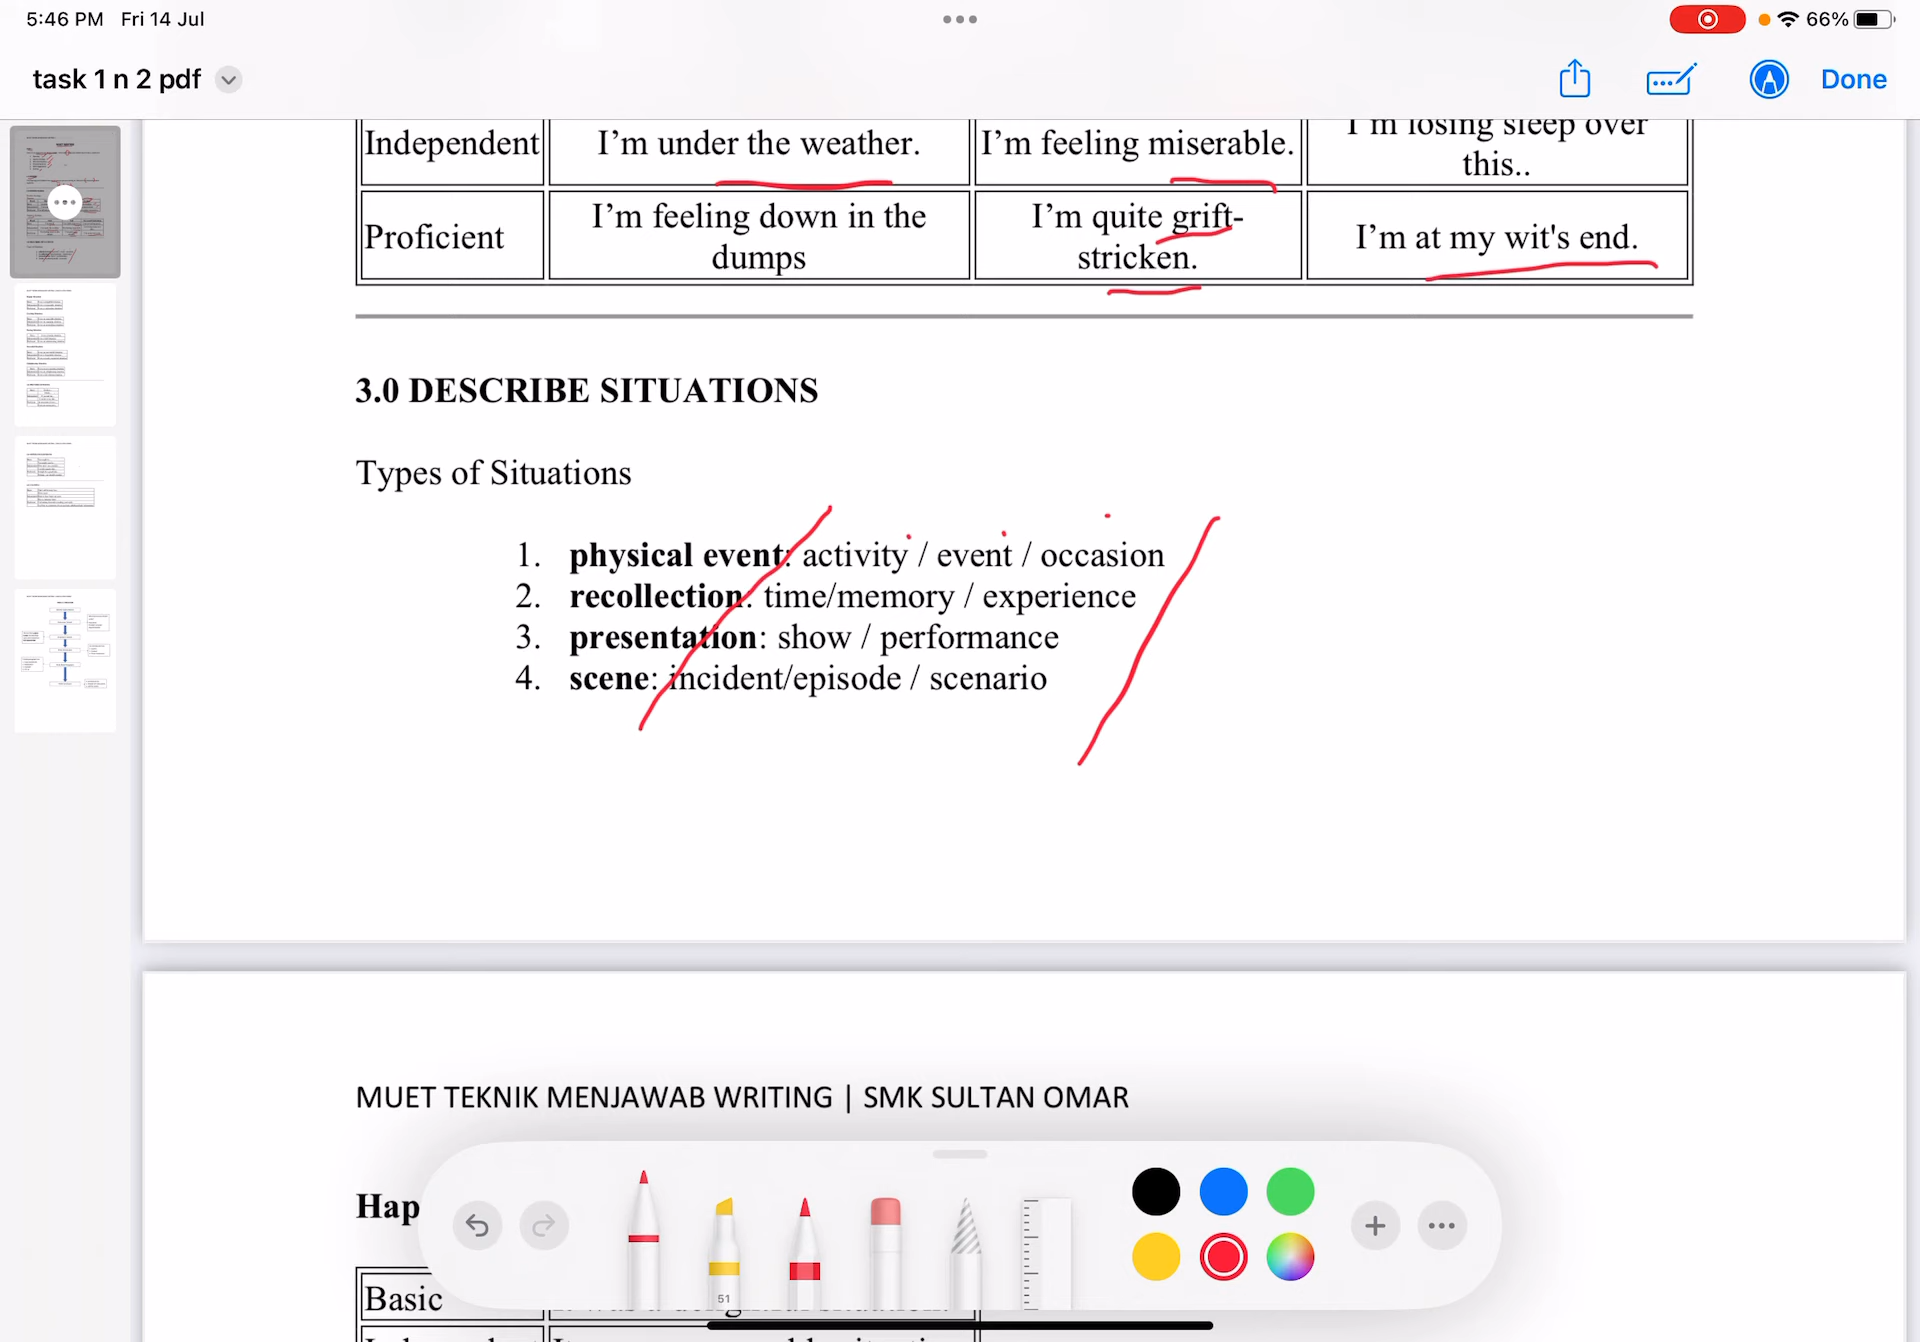 5:46 PM Fri 14 Jul
66%
task 1 n 2 pdf
Done
Independent I’m under the weather. I’m feeling miserable. I’m losing sleep over this..
Proficient I’m feeling down in the dumps I’m quite grift-stricken. I’m at my wit's end.
3.0 DESCRIBE SITUATIONS
Types of Situations
1. physical event: activity / event / occasion
2. recollection: time/memory / experience
3. presentation: show / performance
4. scene: incident/episode / scenario
MUET TEKNIK MENJAWAB WRITING | SMK SULTAN OMAR
Hap
51
Basic